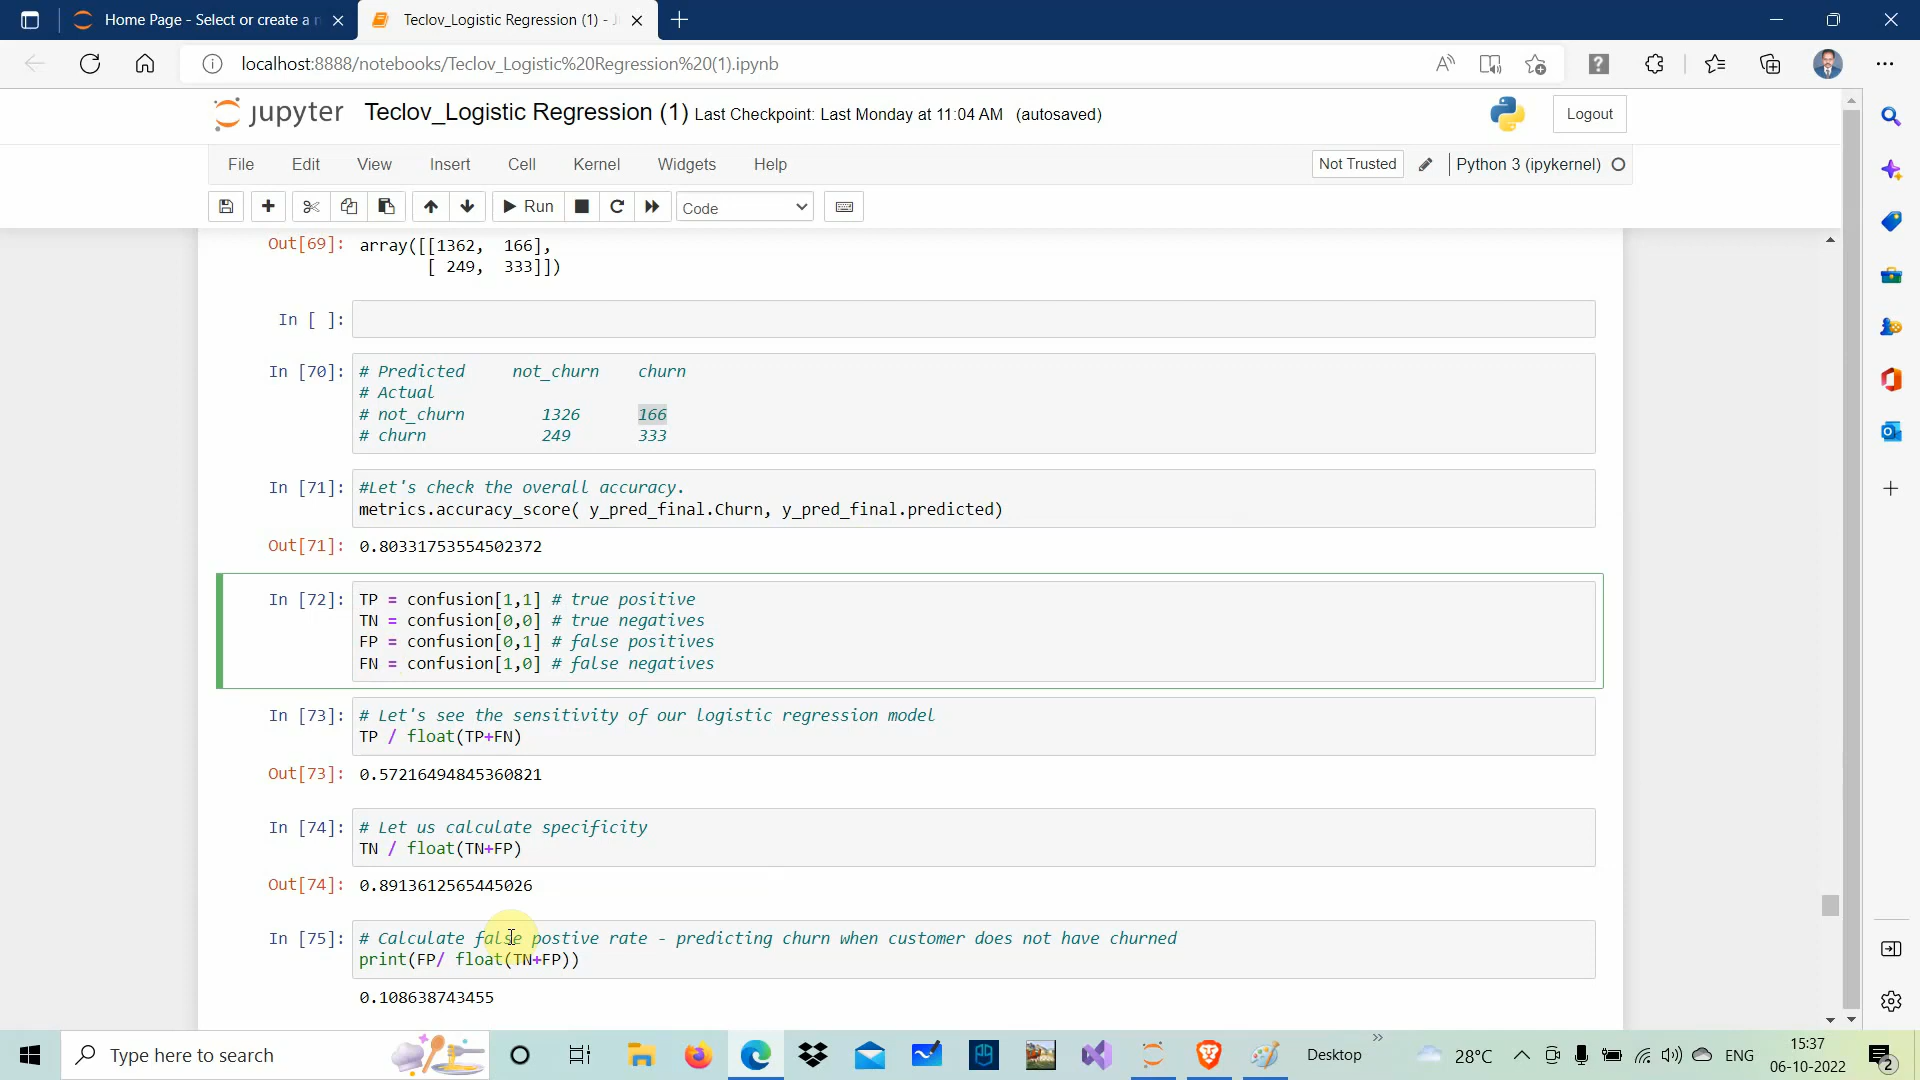 Home Page - Select or create a n
Teclov_Logistic Regression (1) - J
localhost:8888/notebooks/Teclov_Logistic%20Regression%20(1).ipynb
jupyter Teclov_Logistic Regression (1) Last Checkpoint: Last Monday at 11:04 AM (autosaved)
Logout
File Edit View Insert Cell Kernel Widgets Help
Not Trusted Python 3 (ipykernel)
Run Code
Out[69]: array([[1362, 166],
[ 249, 333]])
In [ ]:
In [70]: # Predicted not_churn churn
# Actual
# not_churn 1326 166
# churn 249 333
In [71]: #Let's check the overall accuracy.
metrics.accuracy_score( y_pred_final.Churn, y_pred_final.predicted)
Out[71]: 0.80331753554502372
In [72]: TP = confusion[1,1] # true positive
TN = confusion[0,0] # true negatives
FP = confusion[0,1] # false positives
FN = confusion[1,0] # false negatives
In [73]: # Let's see the sensitivity of our logistic regression model
TP / float(TP+FN)
Out[73]: 0.57216494845360821
In [74]: # Let us calculate specificity
TN / float(TN+FP)
Out[74]: 0.8913612565445026
In [75]: # Calculate false postive rate - predicting churn when customer does not have churned
print(FP/ float(TN+FP))
0.108638743455
Type here to search
Desktop
28°C
ENG
15:37
06-10-2022
2